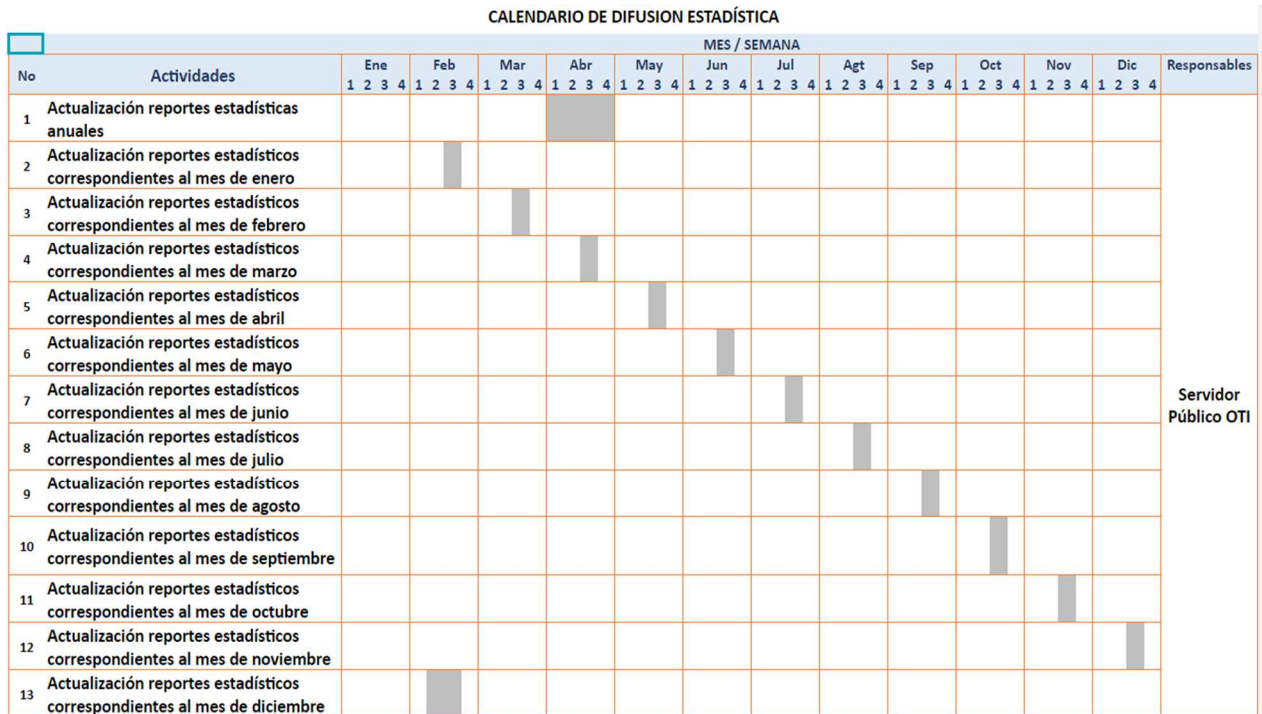 CALENDARIO DE DIFUSION ESTADÍSTICA
MES / SEMANA
No Actividades Ene Feb Mar Abr May Jun Jul Agt Sep Oct Nov Dic Responsables
1 2 3 4 1 2 3 4 1 2 3 4 1 2 3 4 1 2 3 4 1 2 3 4 1 2 3 4 1 2 3 4 1 2 3 4 1 2 3 4 1 2 3 4 1 2 3 4
1 Actualización reportes estadísticas
anuales
2 Actualización reportes estadísticos
correspondientes al mes de enero
3 Actualización reportes estadísticos
correspondientes al mes de febrero
4 Actualización reportes estadísticos
correspondientes al mes de marzo
5 Actualización reportes estadísticos
correspondientes al mes de abril
6 Actualización reportes estadísticos
correspondientes al mes de mayo
7 Actualización reportes estadísticos
correspondientes al mes de junio
8 Actualización reportes estadísticos
correspondientes al mes de julio
9 Actualización reportes estadísticos
correspondientes al mes de agosto
10 Actualización reportes estadísticos
correspondientes al mes de septiembre
11 Actualización reportes estadísticos
correspondientes al mes de octubre
12 Actualización reportes estadísticos
correspondientes al mes de noviembre
13 Actualización reportes estadísticos
correspondientes al mes de diciembre
Servidor
Público OTI